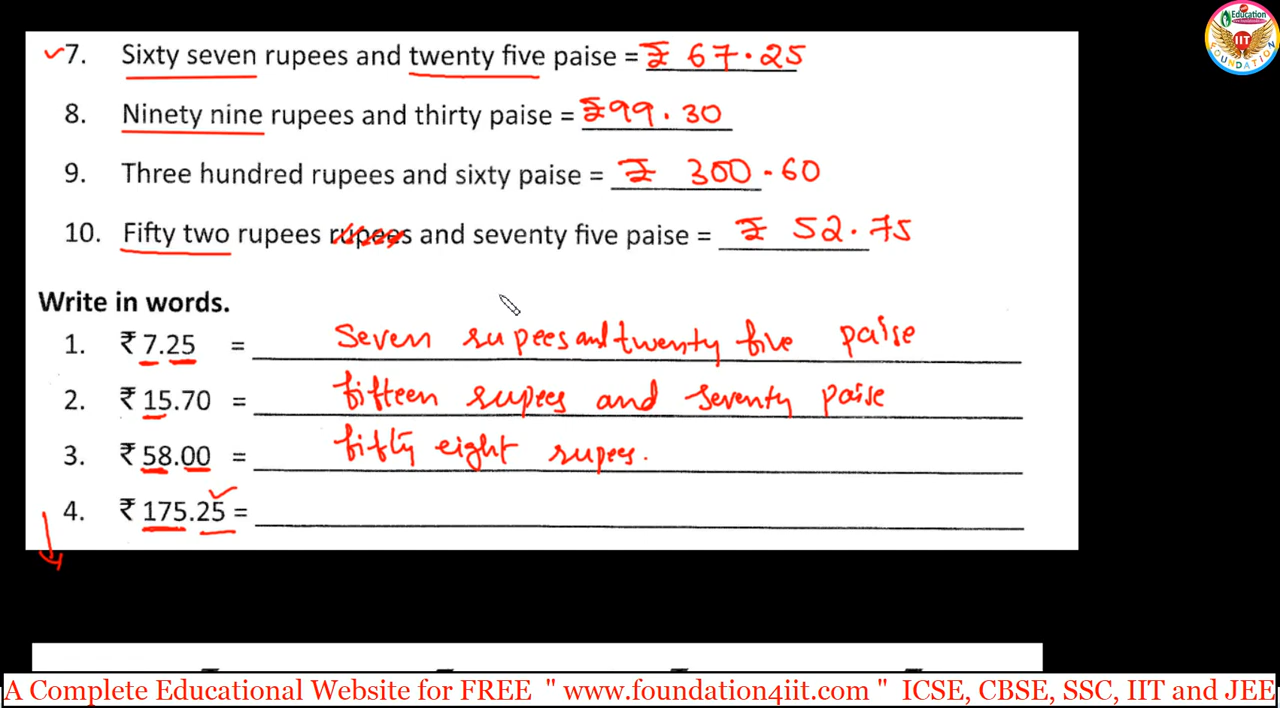 Education
IIT
FOUNDATION
7. Sixty seven rupees and twenty five paise = ₹ 67.25
8. Ninety nine rupees and thirty paise = ₹99.30
9. Three hundred rupees and sixty paise = ₹ 300.60
10. Fifty two rupees rupees and seventy five paise = ₹ 52.75
Write in words.
1. ₹ 7.25 = Seven rupees and twenty five paise
2. ₹ 15.70 = fifteen rupees and seventy paise
3. ₹ 58.00 = fifty eight rupees.
4. ₹ 175.25 =
A Complete Educational Website for FREE " www.foundation4iit.com " ICSE, CBSE, SSC, IIT and JEE